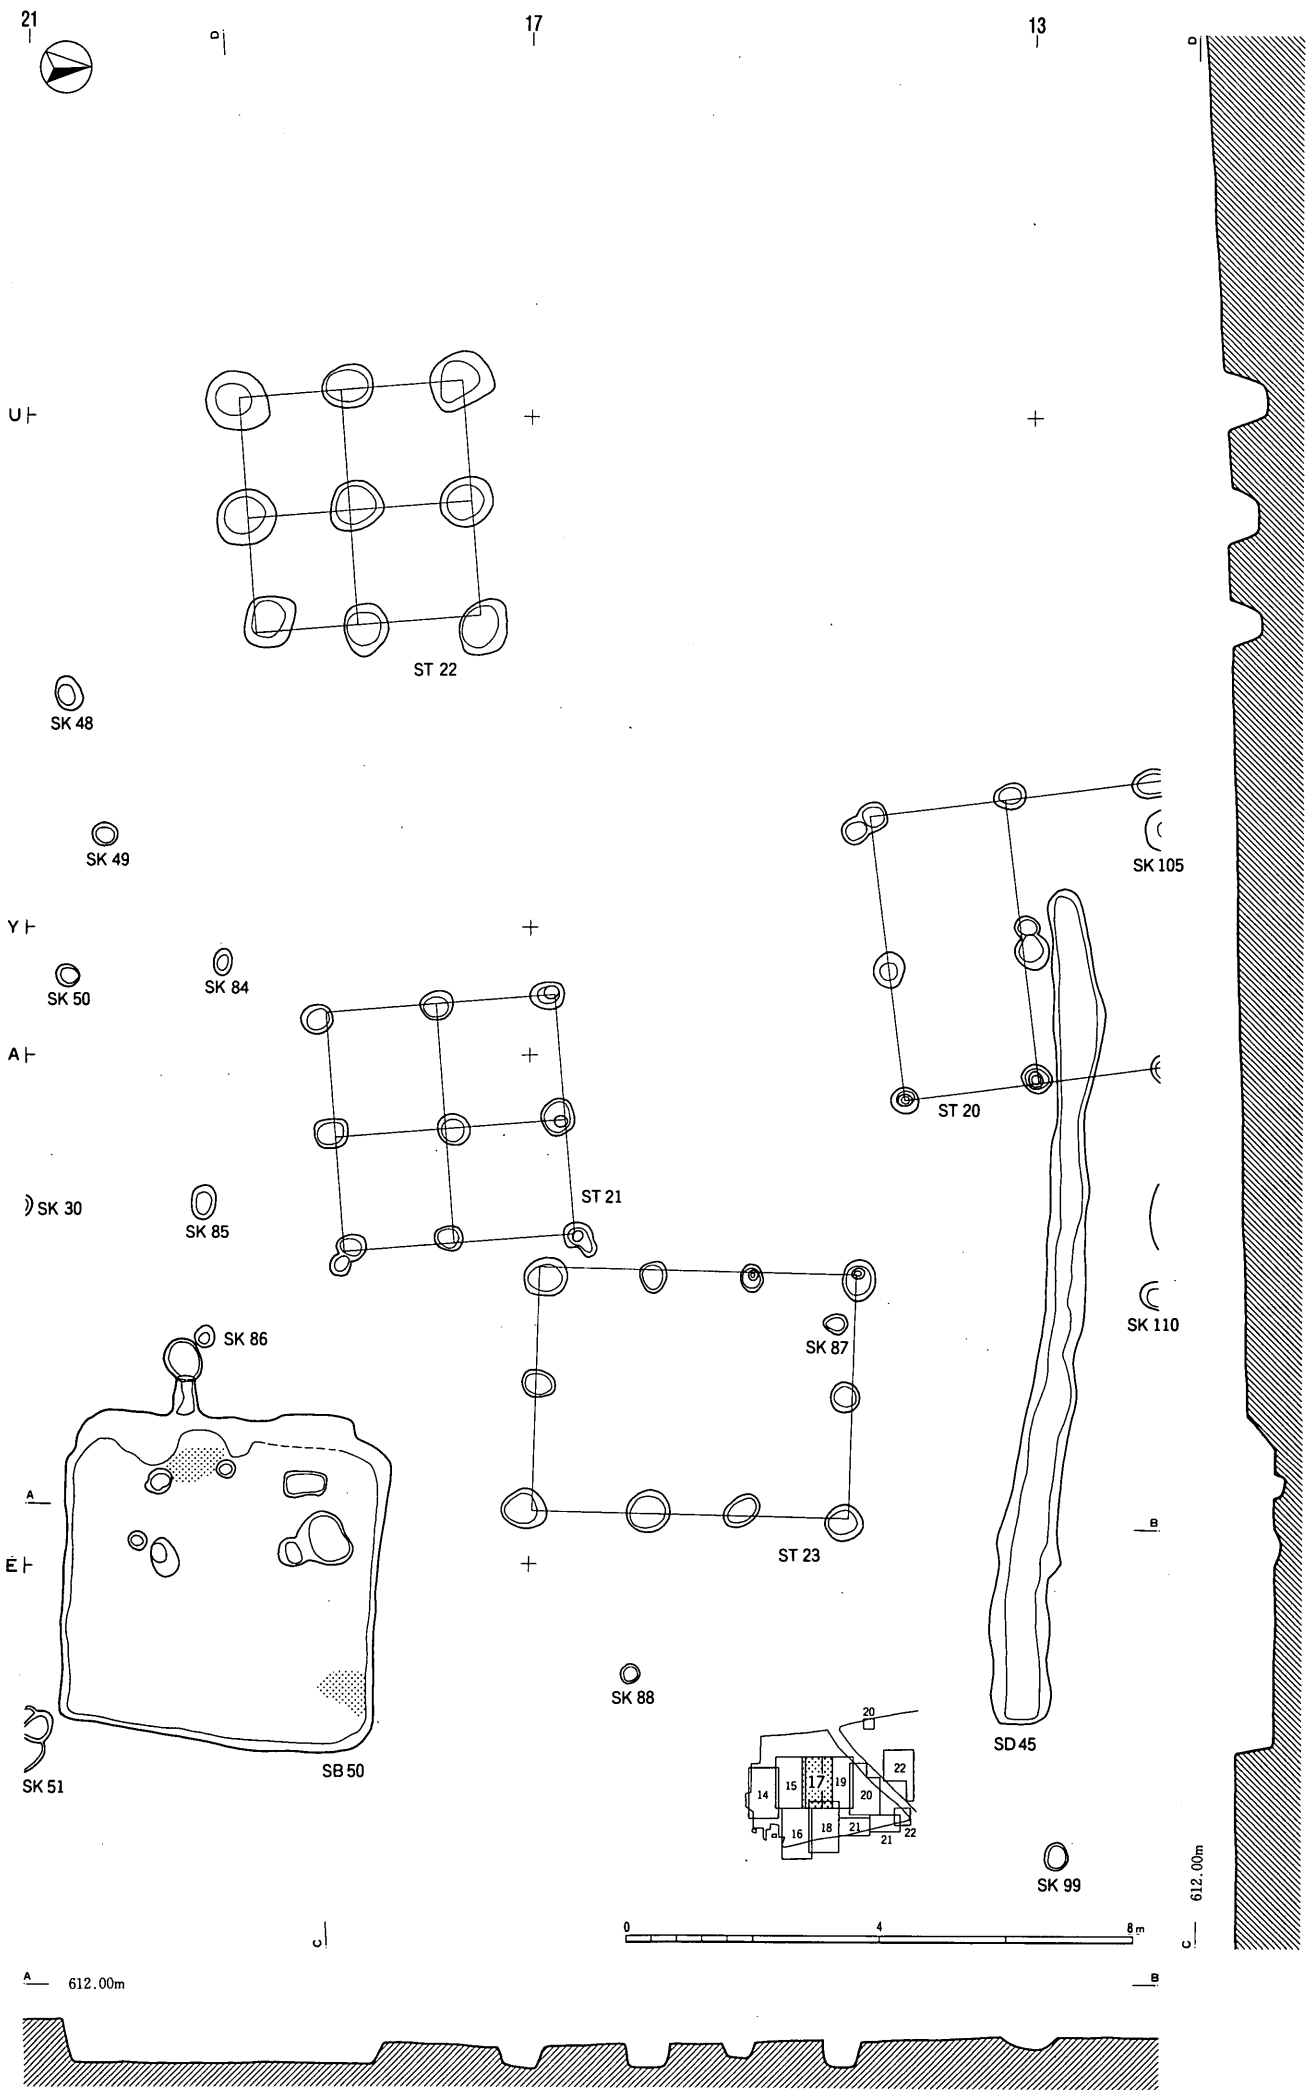 21
17
13
D
D
U
ST 22
SK 48
SK 49
SK 105
Y
SK 50
SK 84
A
ST 20
SK 30
SK 85
ST 21
SK 110
SK 86
SK 87
A
B
E
ST 23
SK 88
SK 51
SB 50
SD 45
20
14
15
17
19
20
22
16
18
21
21
22
SK 99
C
0
4
8 m
C
612.00m
A
612.00m
B